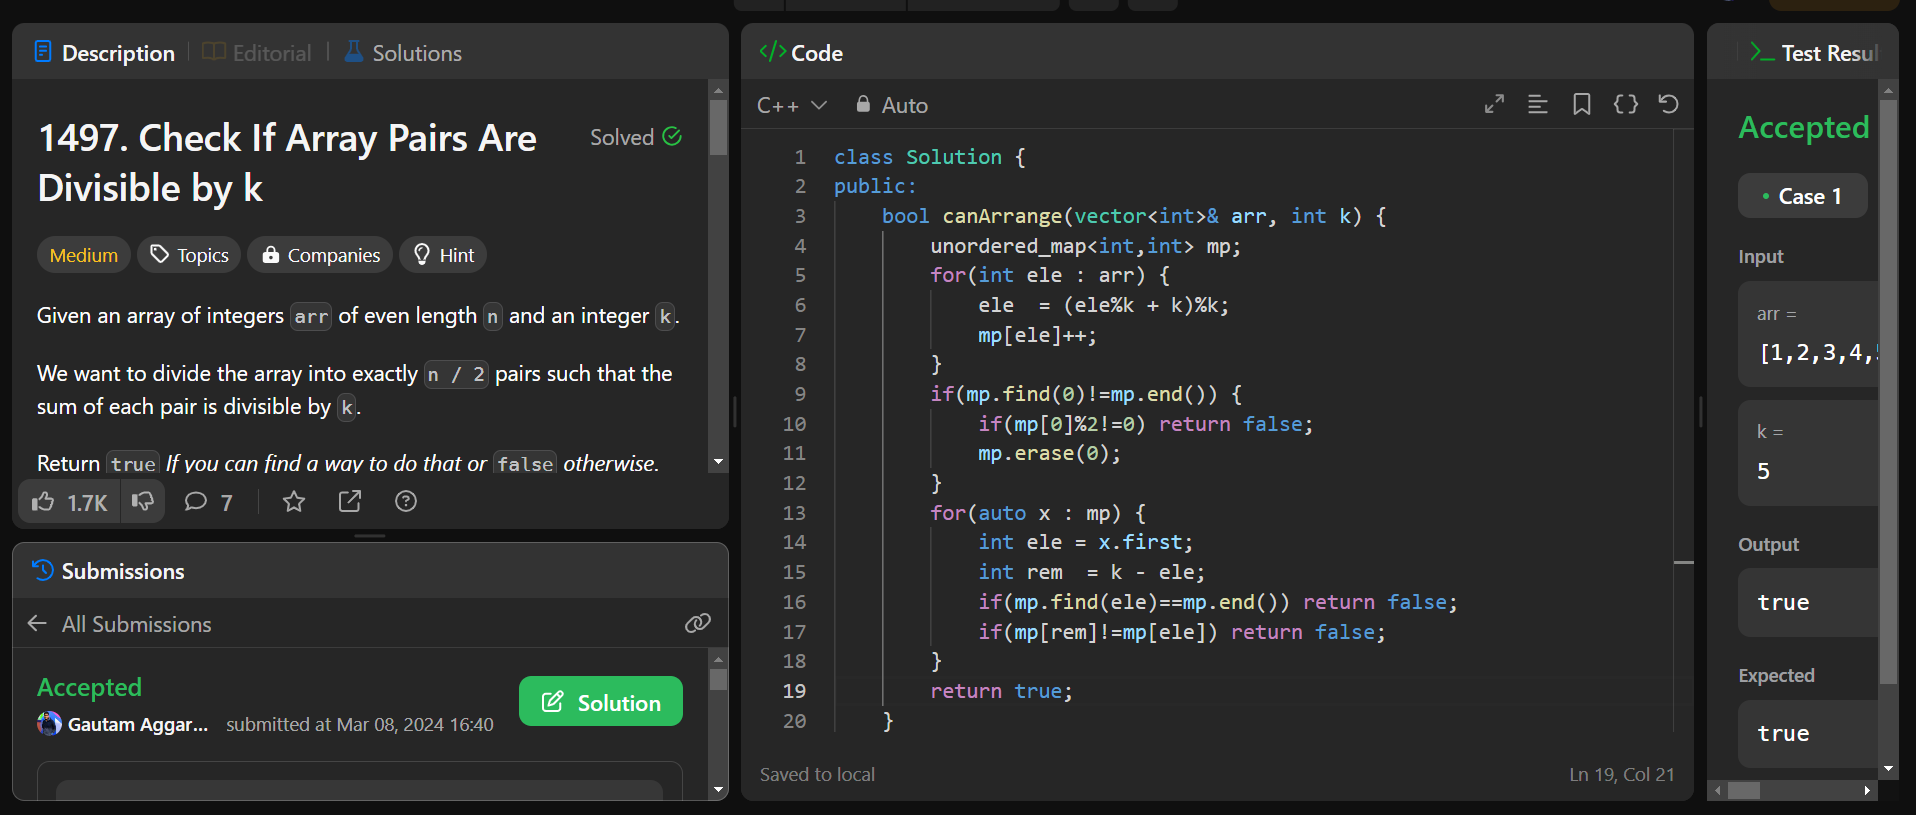 Description
Editorial
Solutions
1497. Check If Array Pairs Are
Divisible by k
Solved
Medium
Topics
Companies
Hint
Given an array of integers arr of even length n and an integer k.
We want to divide the array into exactly n / 2 pairs such that the
sum of each pair is divisible by k.
Return true If you can find a way to do that or false otherwise.
1.7K
7
Submissions
All Submissions
Accepted
Solution
Gautam Aggar... submitted at Mar 08, 2024 16:40
</> Code
C++
Auto
1 class Solution {
2 public:
3     bool canArrange(vector<int>& arr, int k) {
4         unordered_map<int,int> mp;
5         for(int ele : arr) {
6             ele  = (ele%k + k)%k;
7             mp[ele]++;
8         }
9         if(mp.find(0)!=mp.end()) {
10             if(mp[0]%2!=0) return false;
11             mp.erase(0);
12         }
13         for(auto x : mp) {
14             int ele = x.first;
15             int rem  = k - ele;
16             if(mp.find(ele)==mp.end()) return false;
17             if(mp[rem]!=mp[ele]) return false;
18         }
19         return true;
20     }
Saved to local
Ln 19, Col 21
>_ Test Resul
Accepted
• Case 1
Input
arr =
[1,2,3,4,
k =
5
Output
true
Expected
true